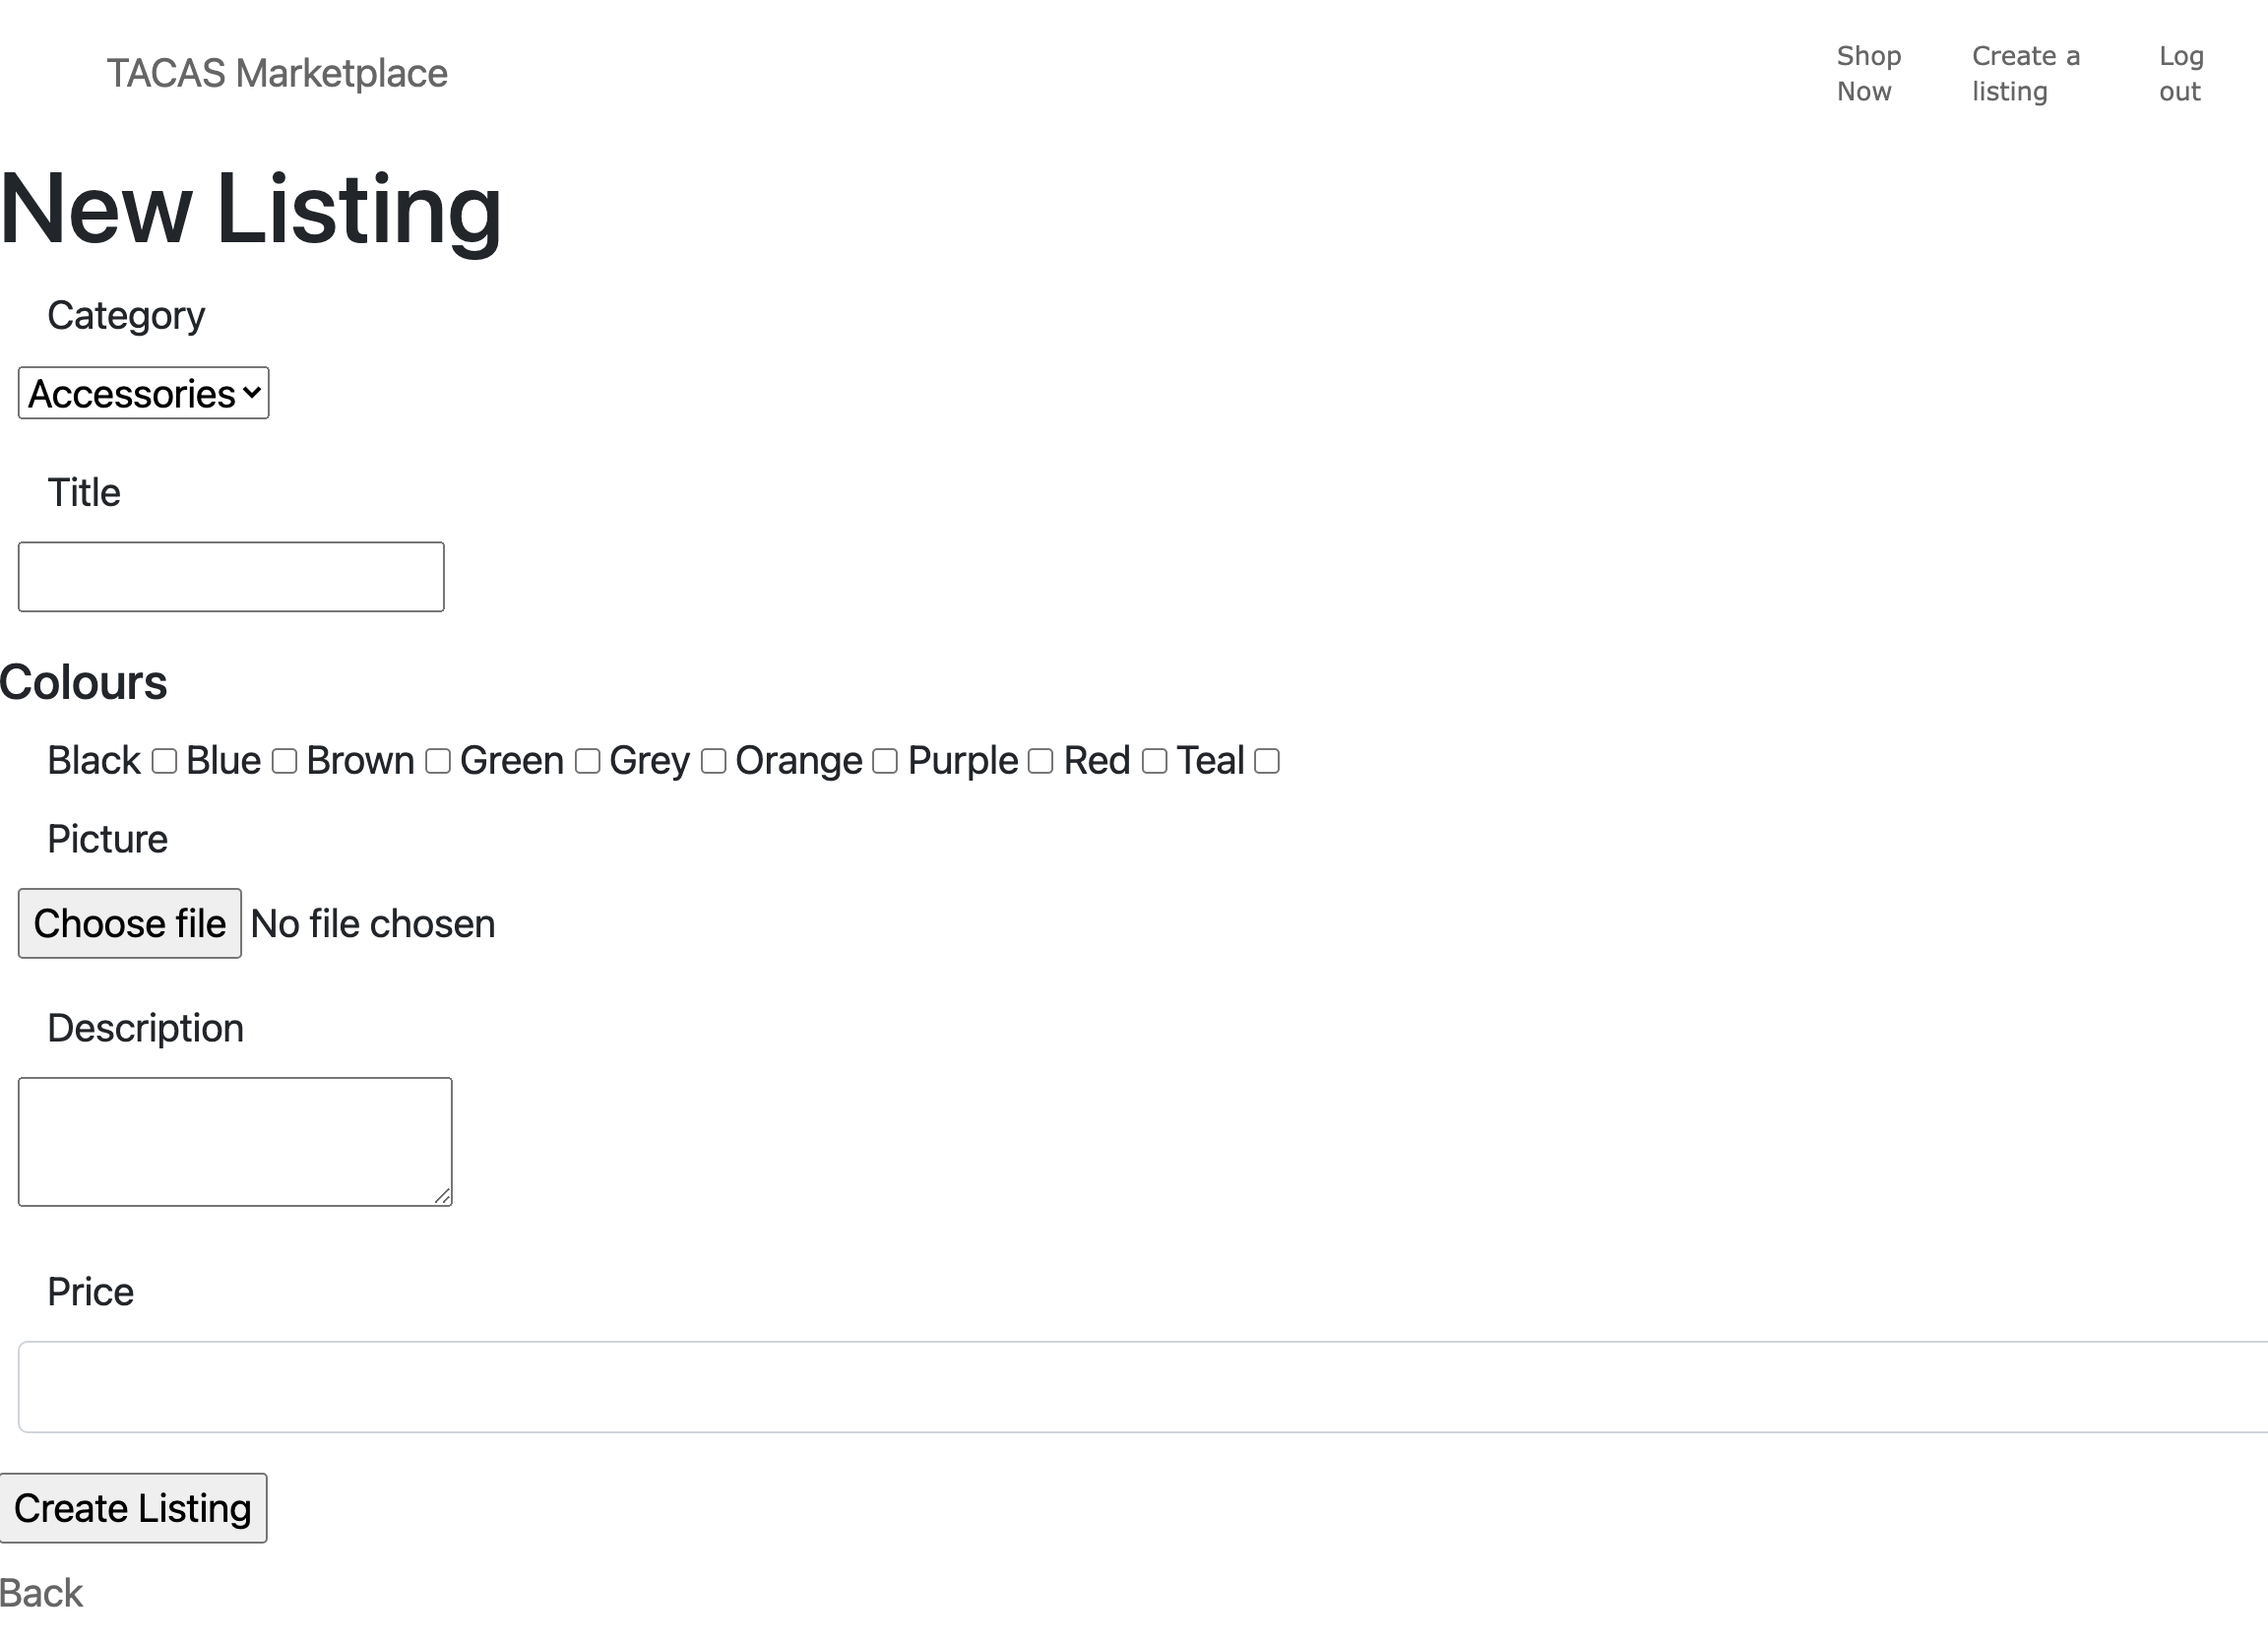 TACAS Marketplace
Shop Now
Create a listing
Log out
New Listing
Category
Accessories
Title
Colours
Black Blue Brown Green Grey Orange Purple Red Teal
Picture
Choose file No file chosen
Description
Price
Create Listing
Back